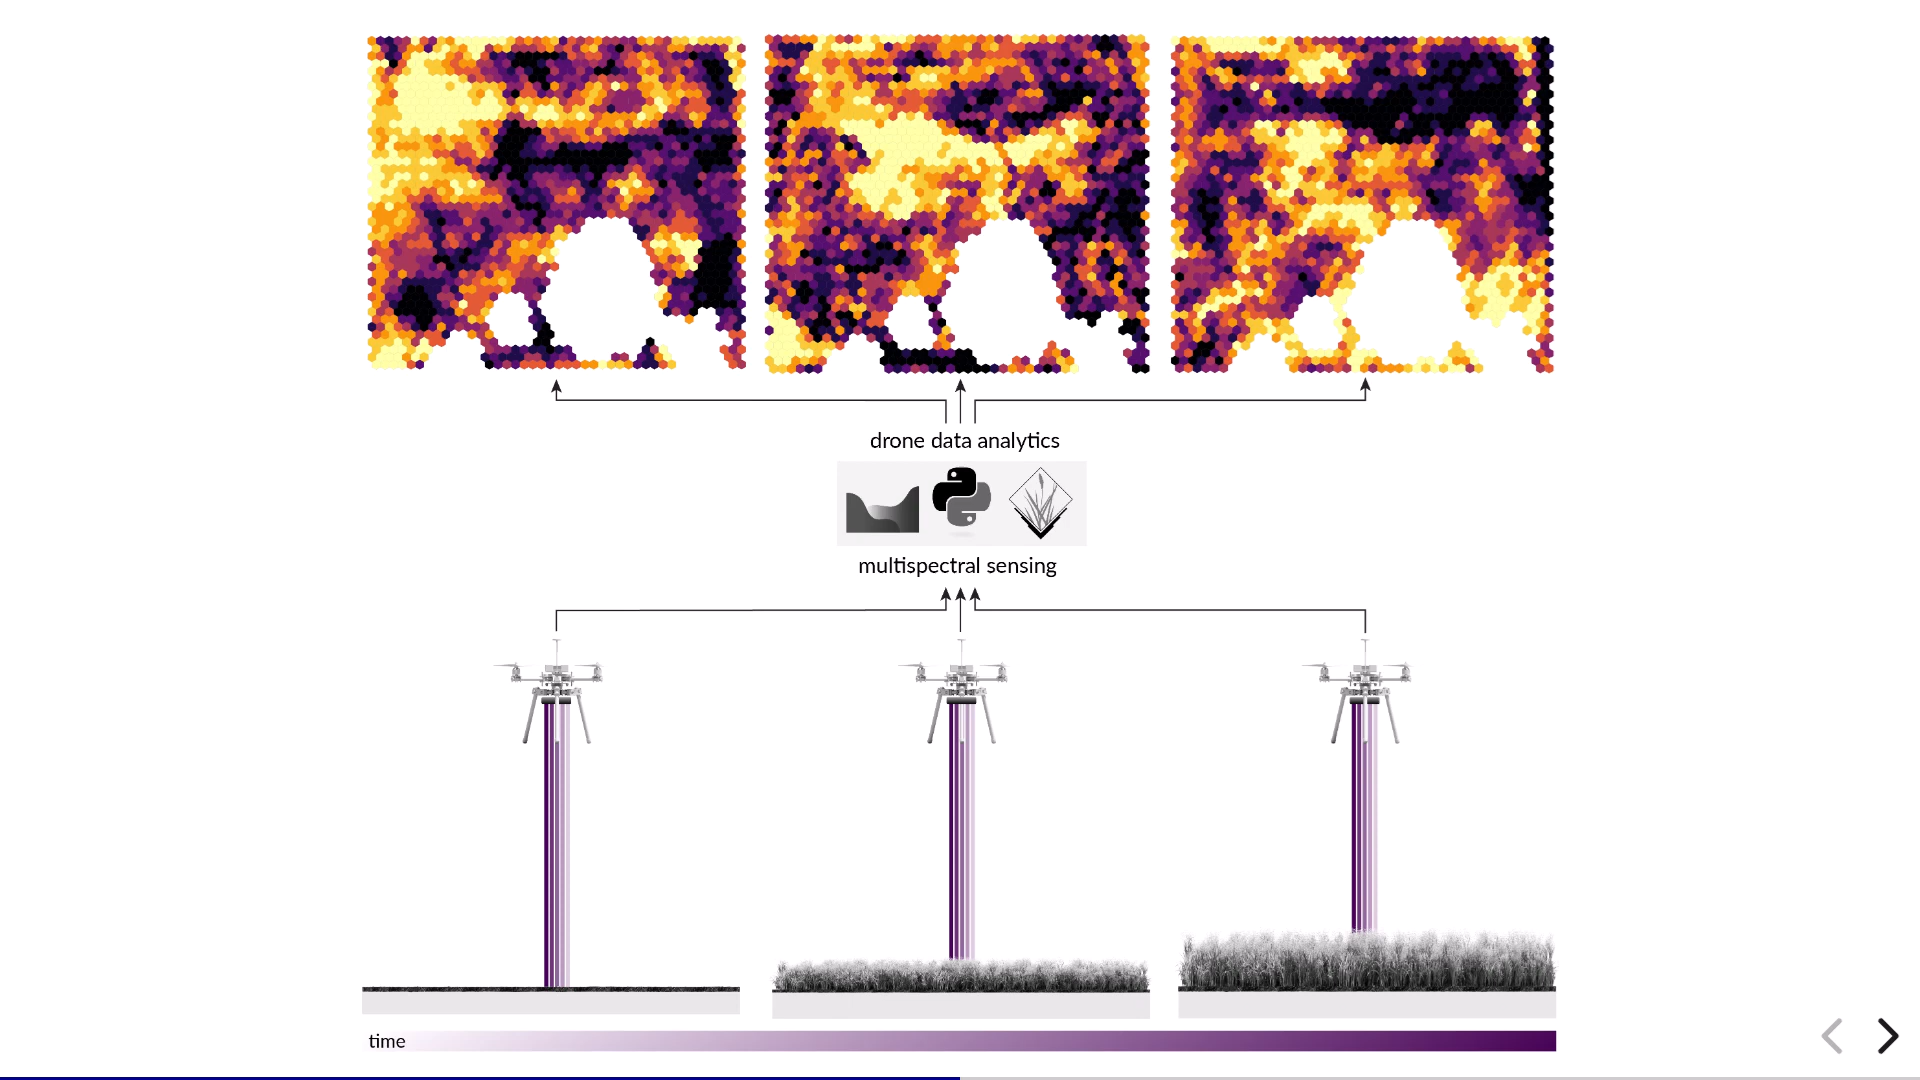 drone data analytics
multispectral sensing
time